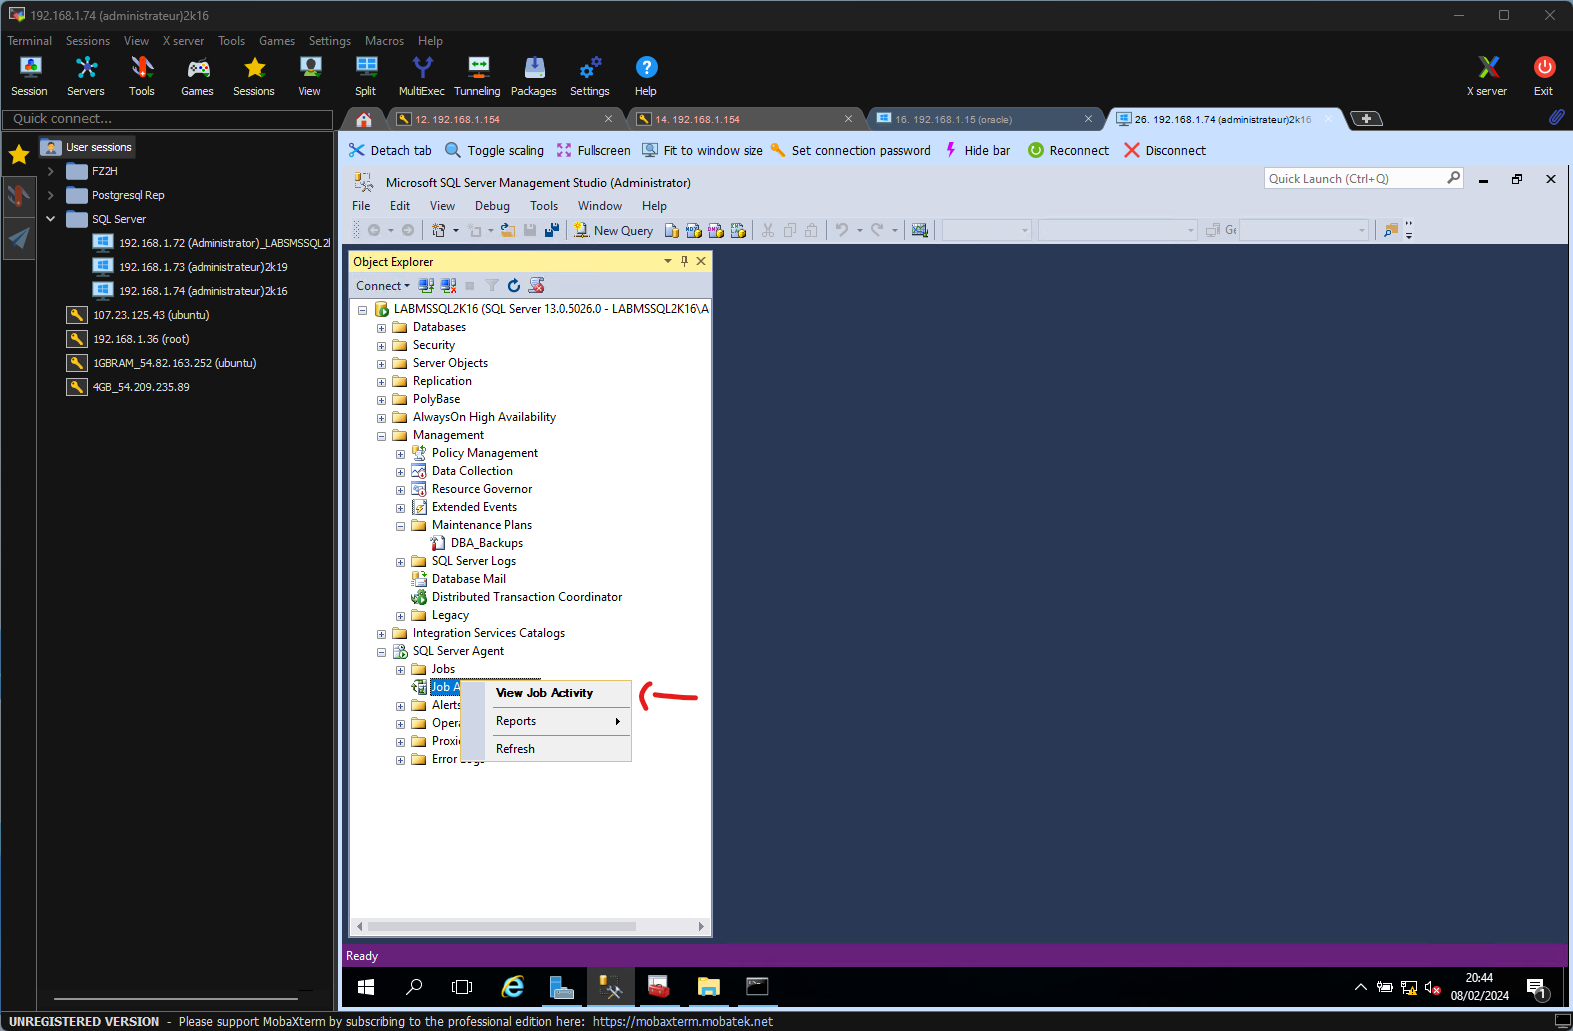 192.168.1.74 (administrateur)2k16
Terminal Sessions View X server Tools Games Settings Macros Help
Session Servers Tools Games Sessions View Split MultiExec Tunneling Packages Settings Help X server Exit
Quick connect...
12. 192.168.1.154
14. 192.168.1.154
16. 192.168.1.15 (oracle)
26. 192.168.1.74 (administrateur)2k16
Detach tab Toggle scaling Fullscreen Fit to window size Set connection password Hide bar Reconnect Disconnect
User sessions
FZ2H
Postgresql Rep
SQL Server
192.168.1.72 (Administrator)_LABSMSSQL2
192.168.1.73 (administrateur)2k19
192.168.1.74 (administrateur)2k16
107.23.125.43 (ubuntu)
192.168.1.36 (root)
1GBRAM_54.82.163.252 (ubuntu)
4GB_54.209.235.89
Microsoft SQL Server Management Studio (Administrator)
Quick Launch (Ctrl+Q)
File Edit View Debug Tools Window Help
New Query
Object Explorer
Connect
LABMSSQL2K16 (SQL Server 13.0.5026.0 - LABMSSQL2K16\A
Databases
Security
Server Objects
Replication
PolyBase
AlwaysOn High Availability
Management
Policy Management
Data Collection
Resource Governor
Extended Events
Maintenance Plans
DBA_Backups
SQL Server Logs
Database Mail
Distributed Transaction Coordinator
Legacy
Integration Services Catalogs
SQL Server Agent
Jobs
Job A
Alerts
Opera
Proxi
Error
View Job Activity
Reports
Refresh
Ready
20:44
08/02/2024
1
UNREGISTERED VERSION - Please support MobaXterm by subscribing to the professional edition here: https://mobaxterm.mobatek.net